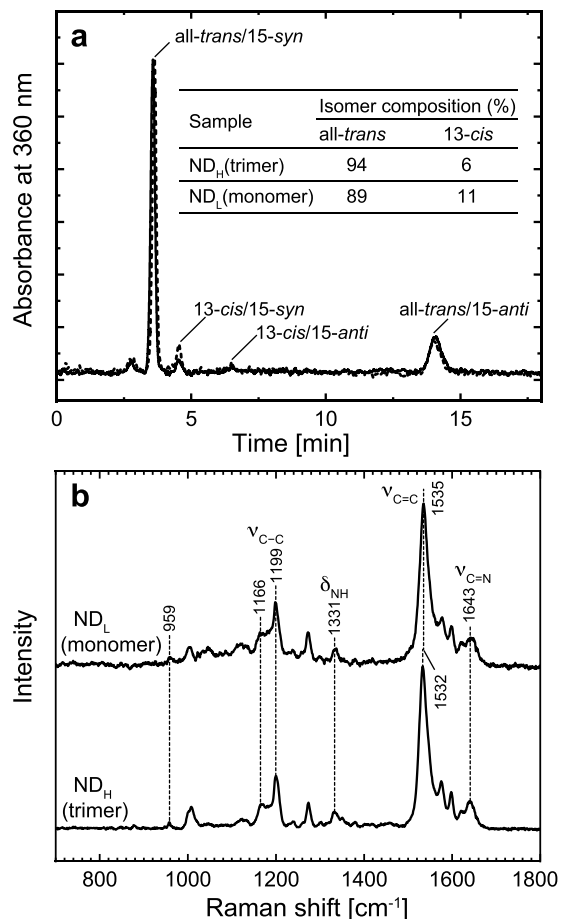 a
all-trans/15-syn
Isomer composition (%)
Sample
all-trans 13-cis
NDH(trimer) 94 6
NDL(monomer) 89 11
13-cis/15-syn
13-cis/15-anti
all-trans/15-anti
Absorbance at 360 nm
0 5 10 15
Time [min]
b
νC=C
1535
νC−C
1199
1166
δNH
1331
νC=N
1643
959
NDL
(monomer)
1532
NDH
(trimer)
Intensity
800 1000 1200 1400 1600 1800
Raman shift [cm-1]